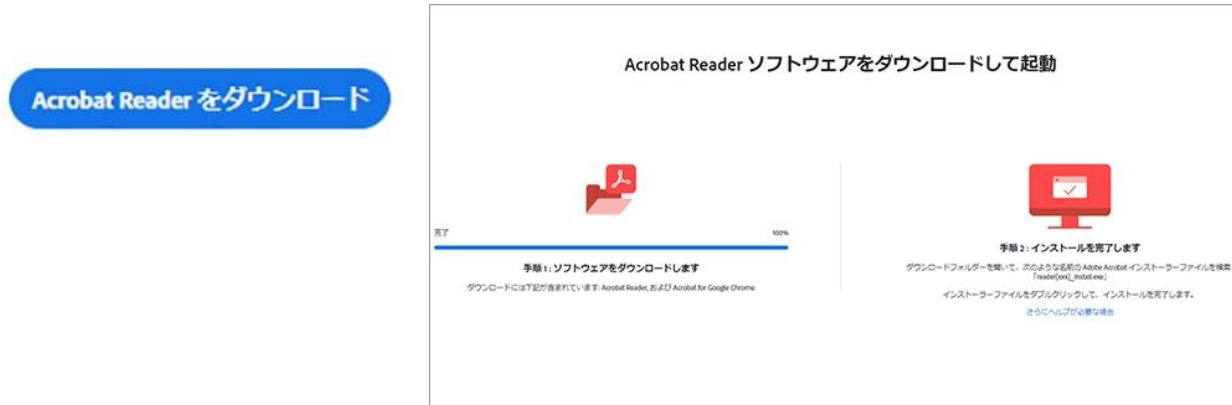 Acrobat Reader をダウンロード
Acrobat Reader ソフトウェアをダウンロードして起動
完了 100%
手順 1 : ソフトウェアをダウンロードします
ダウンロードには下記が含まれています: Acrobat Reader, および Acrobat for Google Chrome.
手順 2 : インストールを完了します
ダウンロードフォルダーを開いて、次のような名前の Adobe Acrobat インストーラーファイルを検索
「reader[xxx]_install.exe」
インストーラーファイルをダブルクリックして、インストールを完了します。
さらにヘルプが必要な場合